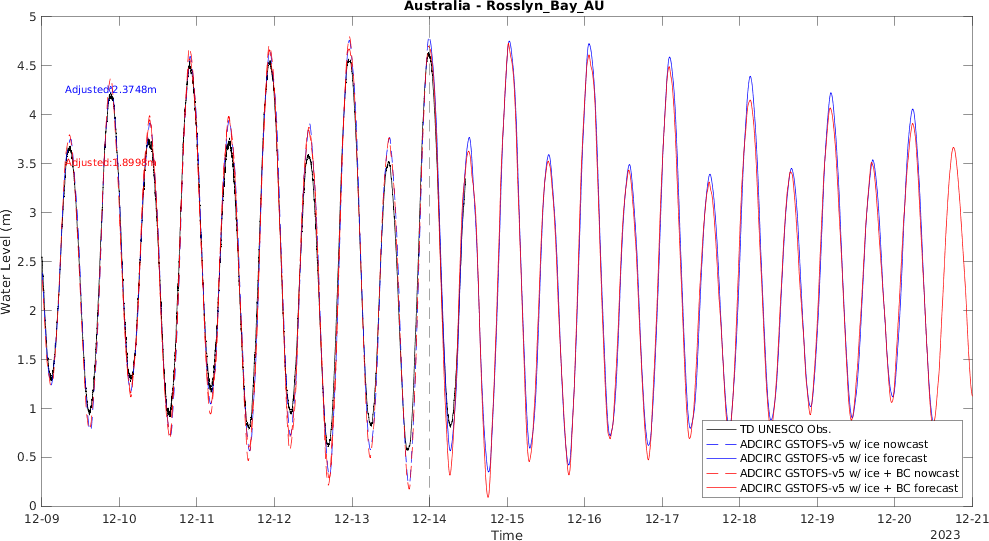 Australia - Rosslyn_Bay_AU
5
4.5
Adjusted:2.3748m
4
3.5
Adjusted:1.8998m
3
2.5
Water Level (m)
2
1.5
1
0.5
0
TD UNESCO Obs.
ADCIRC GSTOFS-v5 w/ ice nowcast
ADCIRC GSTOFS-v5 w/ ice forecast
ADCIRC GSTOFS-v5 w/ ice + BC nowcast
ADCIRC GSTOFS-v5 w/ ice + BC forecast
12-09 12-10 12-11 12-12 12-13 12-14 12-15 12-16 12-17 12-18 12-19 12-20 12-21
Time
2023